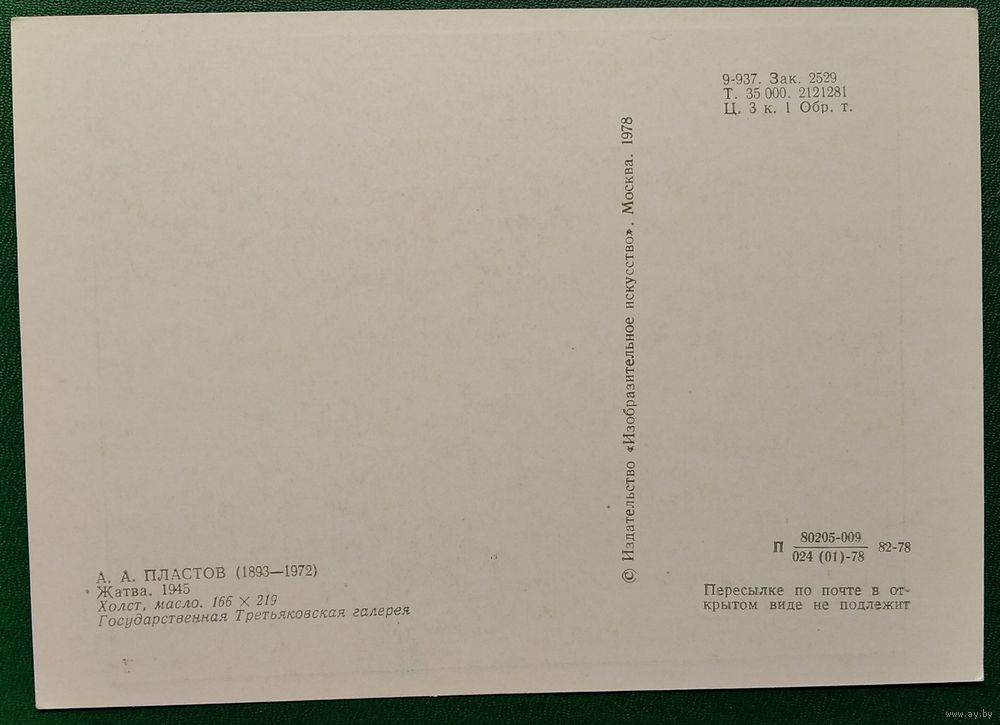 9-937. Зак. 2529
Т. 35 000. 2121281
Ц. 3 к. 1 Обр. т.
© Издательство «Изобразительное искусство». Москва. 1978
А. А. ПЛАСТОВ (1893—1972)
Жатва. 1945
Холст, масло. 166 × 219
Государственная Третьяковская галерея
П 80205-009 82-78
024 (01)-78
Пересылке по почте в от-
крытом виде не подлежит
www.ay.by